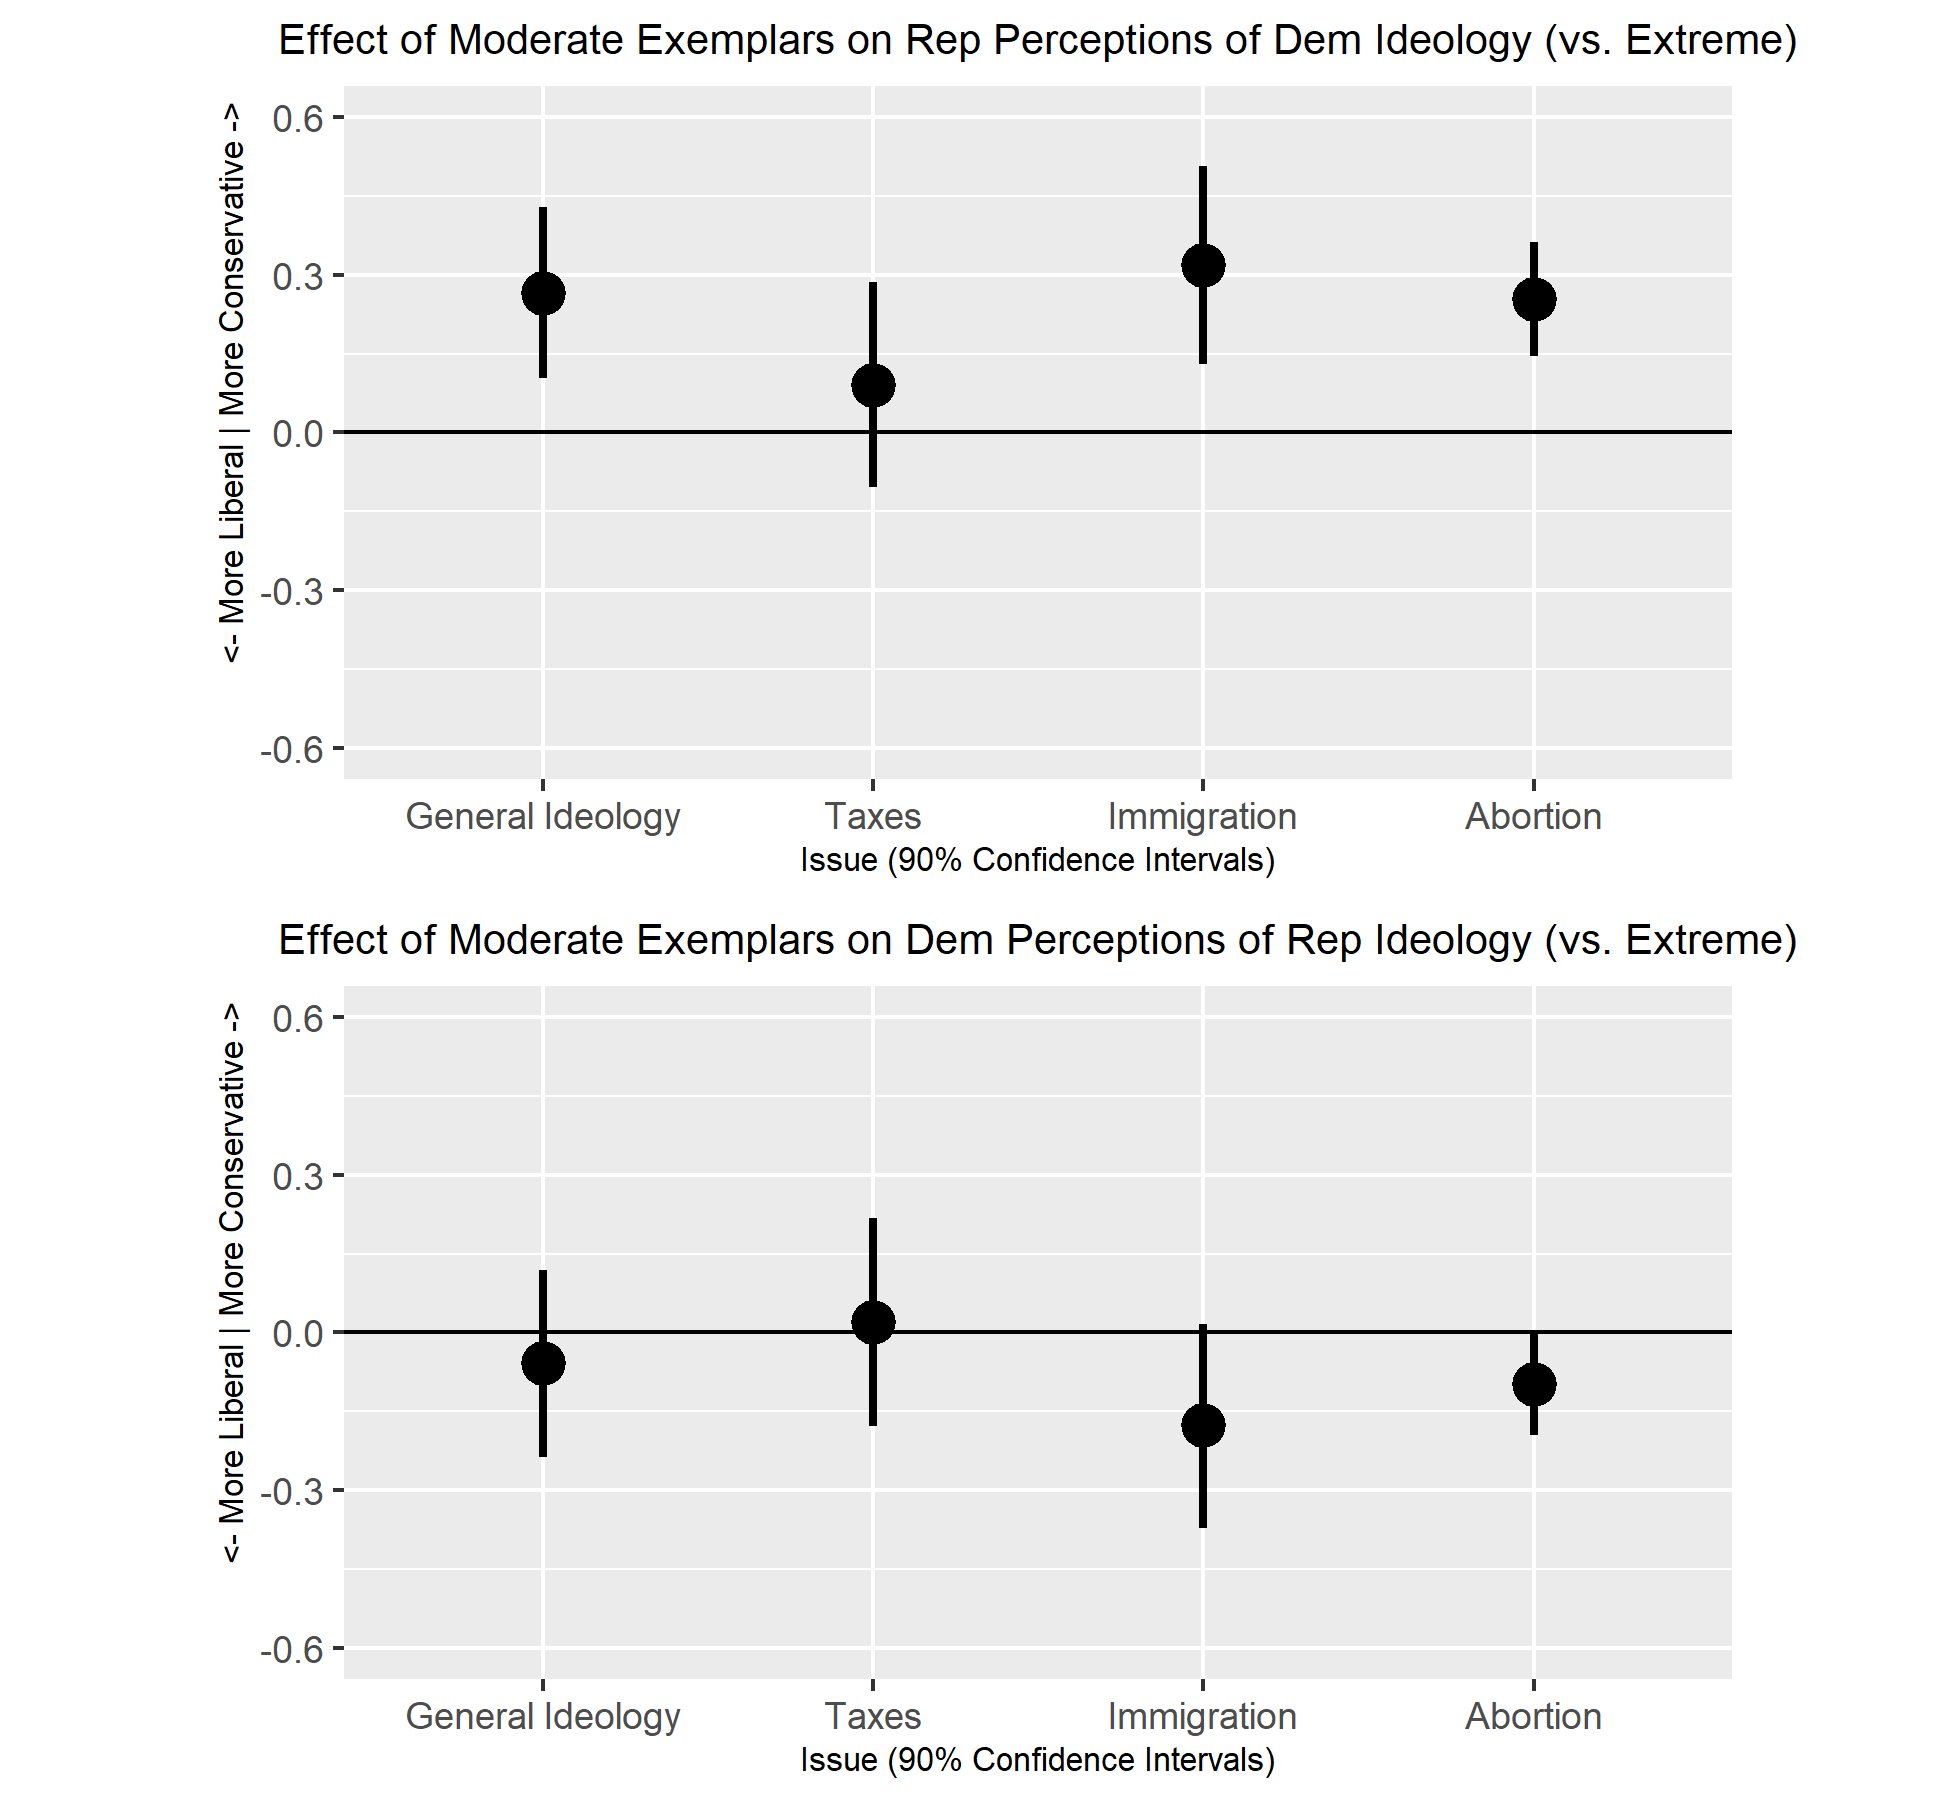 Effect of Moderate Exemplars on Rep Perceptions of Dem Ideology (vs. Extreme)
<- More Liberal | More Conservative ->
0.6
0.3
0.0
-0.3
-0.6
General Ideology Taxes Immigration Abortion
Issue (90% Confidence Intervals)
Effect of Moderate Exemplars on Dem Perceptions of Rep Ideology (vs. Extreme)
<- More Liberal | More Conservative ->
0.6
0.3
0.0
-0.3
-0.6
General Ideology Taxes Immigration Abortion
Issue (90% Confidence Intervals)